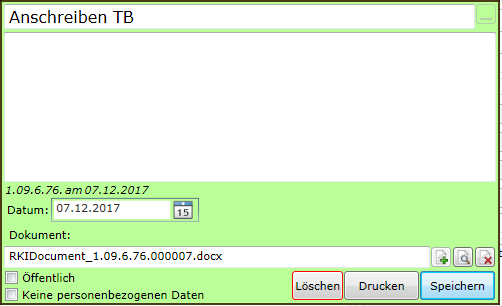 Anschreiben TB
1.09.6.76. am 07.12.2017
Datum: 07.12.2017 15
Dokument:
RKIDocument_1.09.6.76.000007.docx
Öffentlich
Keine personenbezogenen Daten
Löschen Drucken Speichern